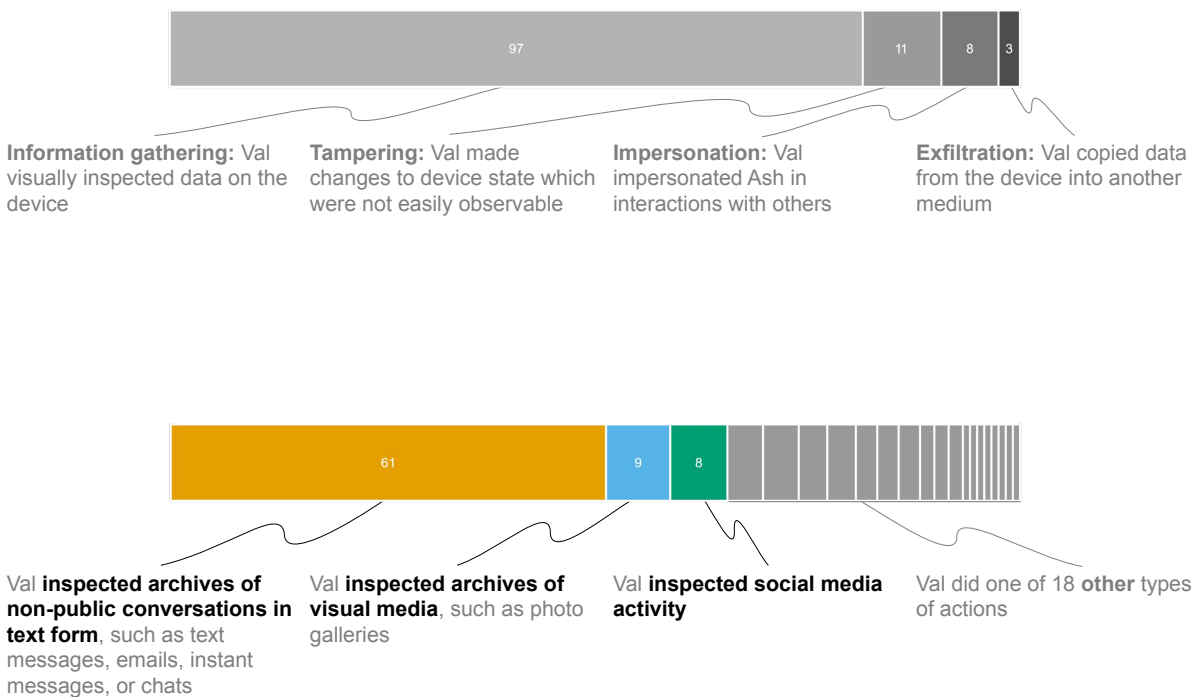 97
11
8
3
Information gathering: Val
visually inspected data on the
device
Tampering: Val made
changes to device state which
were not easily observable
Impersonation: Val
impersonated Ash in
interactions with others
Exfiltration: Val copied data
from the device into another
medium
61
9
8
Val inspected archives of
non-public conversations in
text form, such as text
messages, emails, instant
messages, or chats
Val inspected archives of
visual media, such as photo
galleries
Val inspected social media
activity
Val did one of 18 other types
of actions